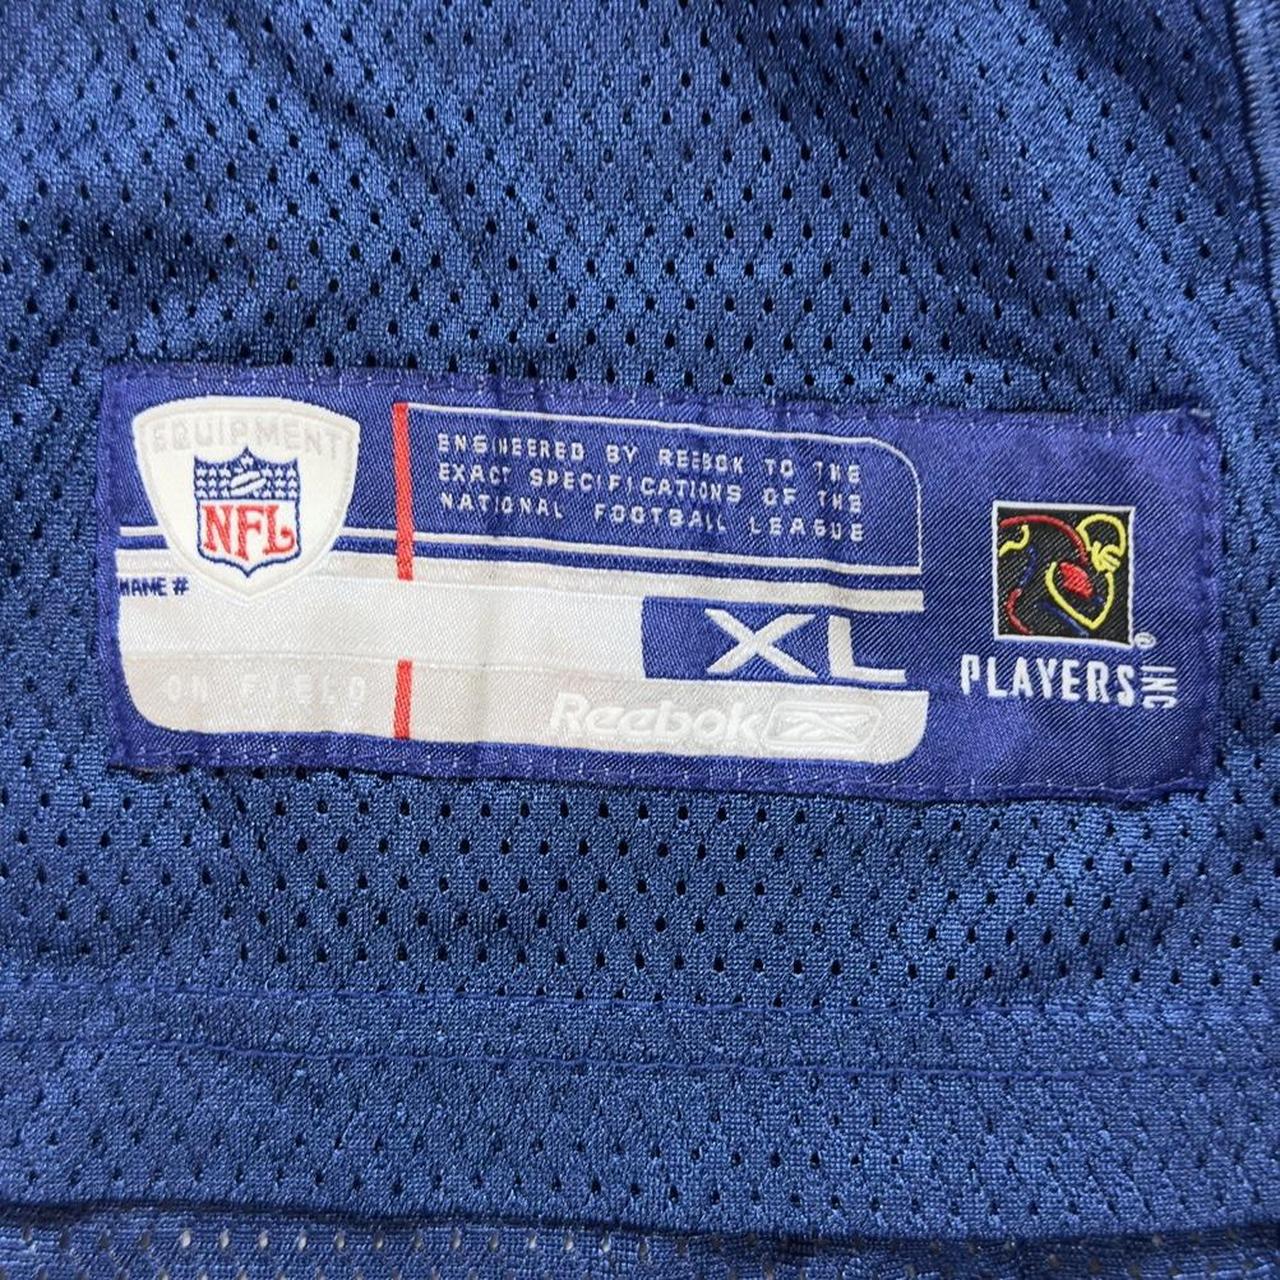 EQUIPMENT
NFL
ENGINEERED BY REEBOK TO THE
EXACT SPECIFICATIONS OF THE
NATIONAL FOOTBALL LEAGUE
NAME #
XL
ON FIELD
Reebok
PLAYERS INC
®